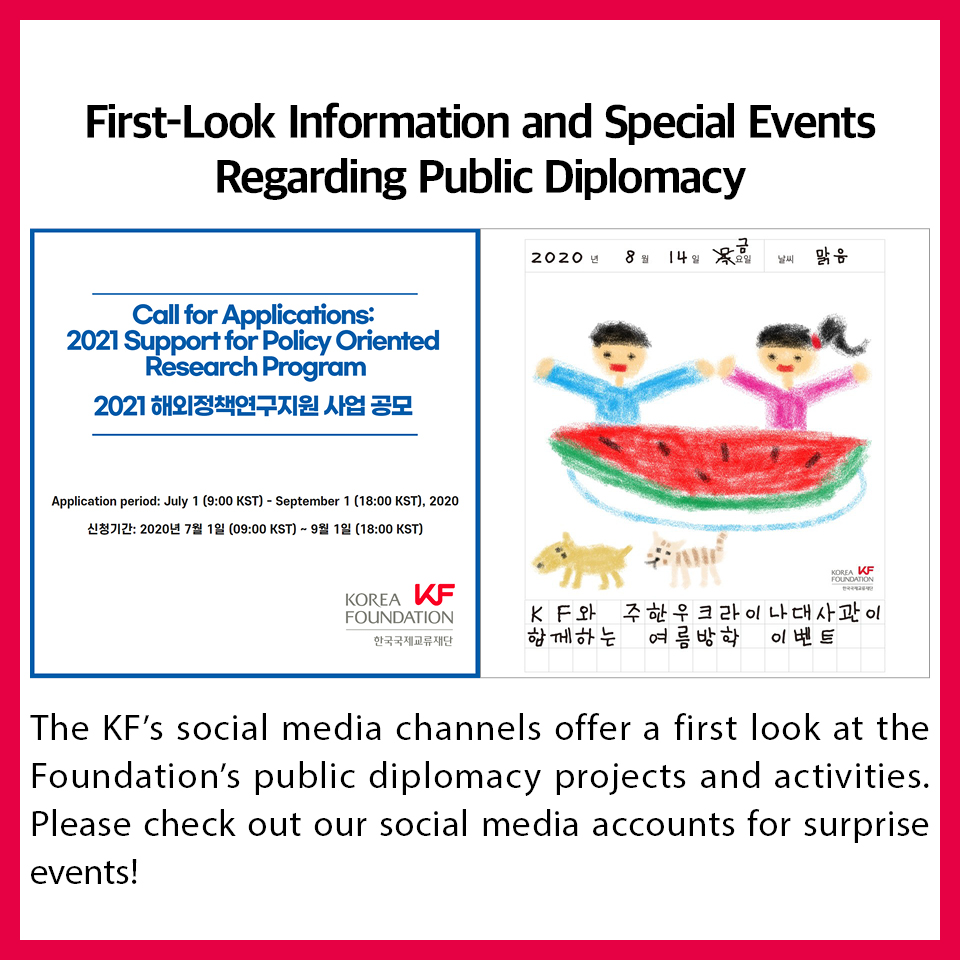 First-Look Information and Special Events
Regarding Public Diplomacy
Call for Applications:
2021 Support for Policy Oriented
Research Program
2021 해외정책연구지원 사업 공모
Application period: July 1 (9:00 KST) - September 1 (18:00 KST), 2020
신청기간: 2020년 7월 1일 (09:00 KST) ~ 9월 1일 (18:00 KST)
KOREA KF
FOUNDATION
한국국제교류재단
2020 년 8 월 14 일 목 금 요일 날씨 맑음
KOREA KF
FOUNDATION
한국국제교류재단
KF와 주한우크라이나대사관이
함께하는 여름방학 이벤트
The KF’s social media channels offer a first look at the
Foundation’s public diplomacy projects and activities.
Please check out our social media accounts for surprise
events!